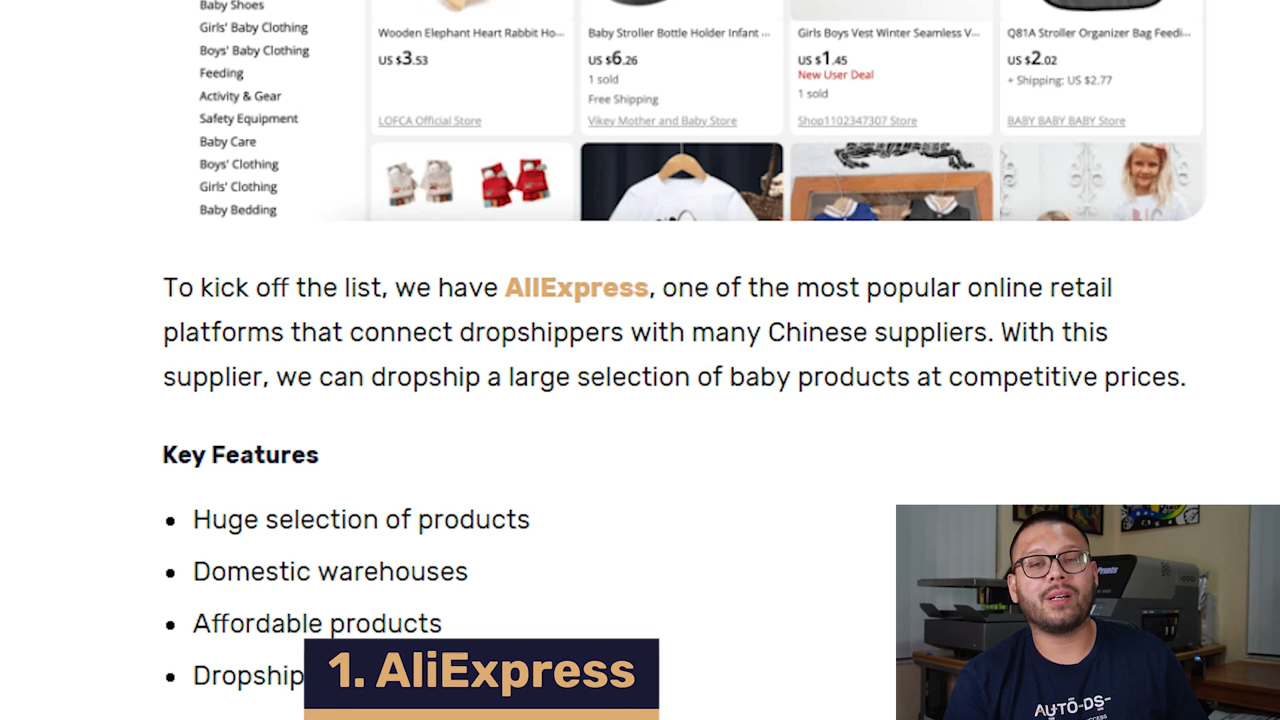 Baby Shoes
Girls' Baby Clothing
Boys' Baby Clothing
Feeding
Activity & Gear
Safety Equipment
Baby Care
Boys' Clothing
Girls' Clothing
Baby Bedding
Wooden Elephant Heart Rabbit Ho...
US $3.53
LOFCA Official Store
Baby Stroller Bottle Holder Infant ...
US $6.26
1 sold
Free Shipping
Vikey Mother and Baby Store
Girls Boys Vest Winter Seamless V...
US $1.45
New User Deal
1 sold
Shop1102347307 Store
Q81A Stroller Organizer Bag Feedi...
US $2.02
+ Shipping: US $2.77
BABY BABY BABY Store
To kick off the list, we have AliExpress, one of the most popular online retail
platforms that connect dropshippers with many Chinese suppliers. With this
supplier, we can dropship a large selection of baby products at competitive prices.
Key Features
• Huge selection of products
• Domestic warehouses
• Affordable products
• Dropship
1. AliExpress
AUTO-DS